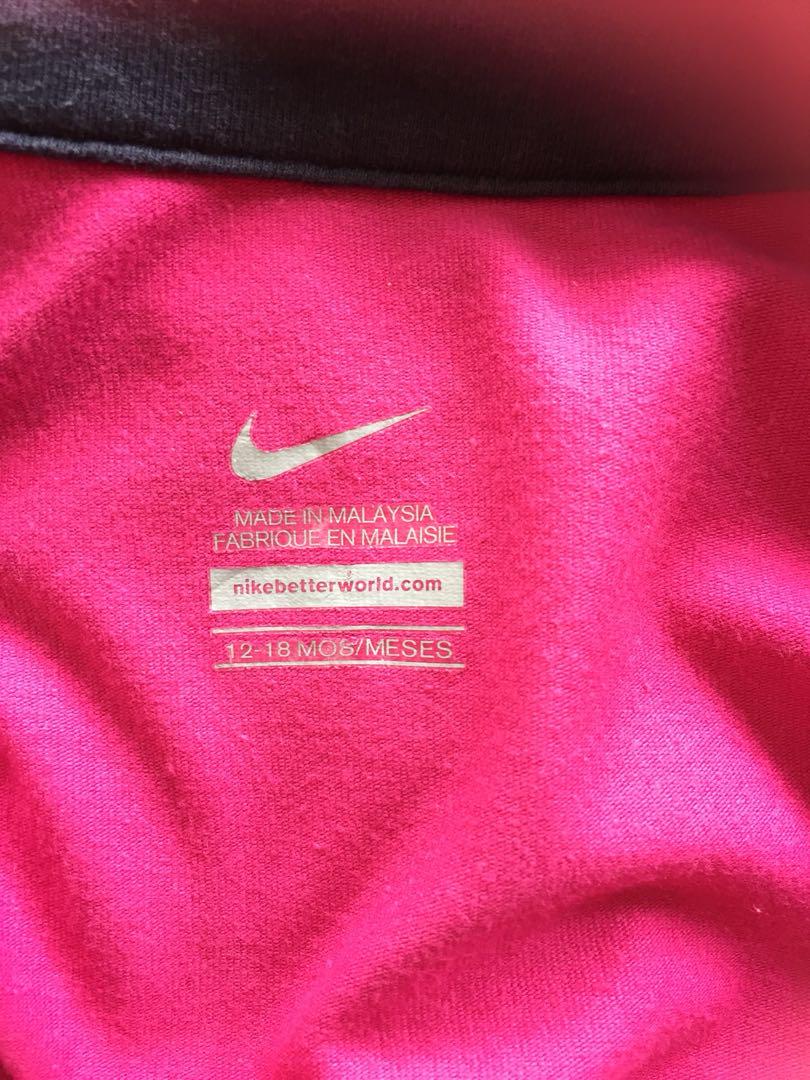 MADE IN MALAYSIA
FABRIQUE EN MALAISIE
nikebetterworld.com
12-18 MOS/MESES